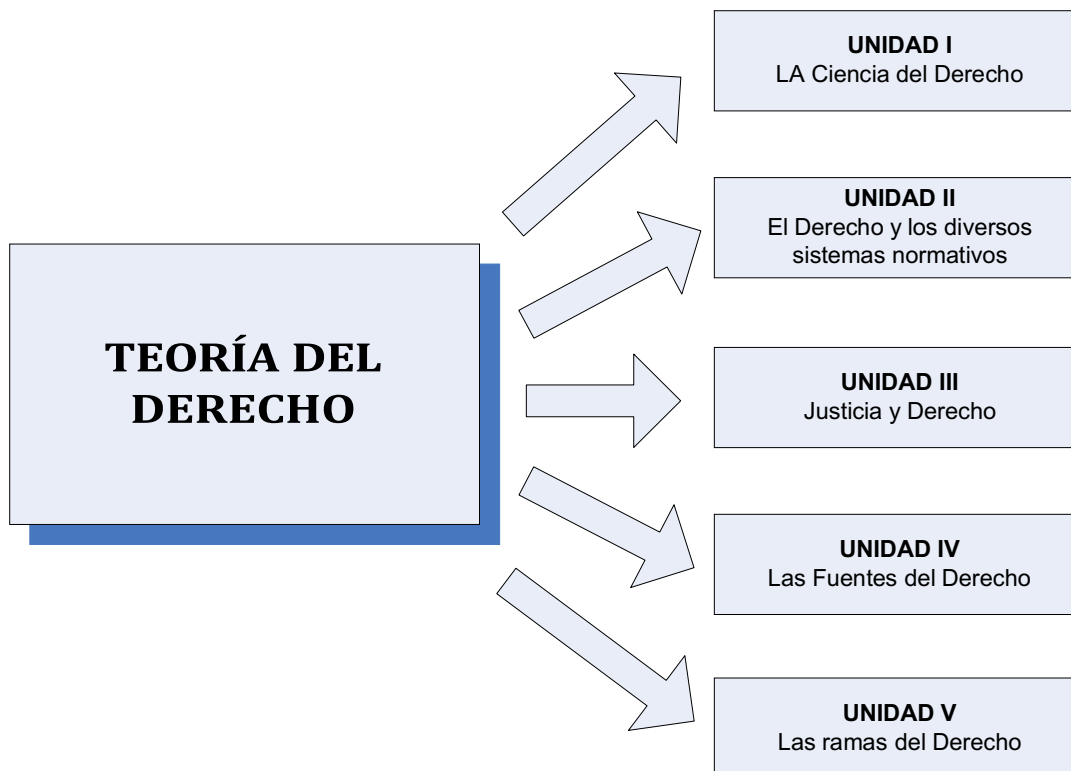 TEORÍA DEL
DERECHO
UNIDAD I
LA Ciencia del Derecho
UNIDAD II
El Derecho y los diversos
sistemas normativos
UNIDAD III
Justicia y Derecho
UNIDAD IV
Las Fuentes del Derecho
UNIDAD V
Las ramas del Derecho